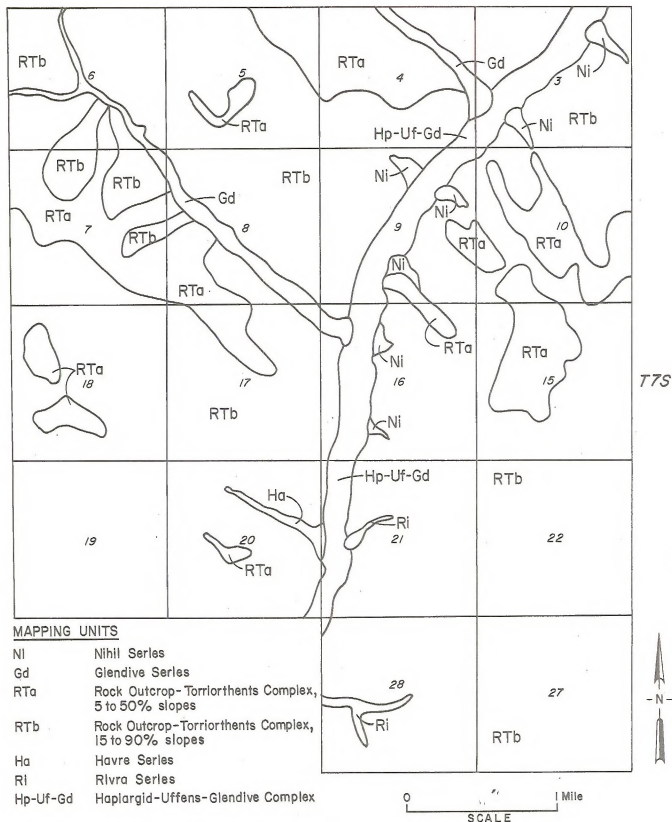 RTb
6
5
RTa
RTa
4
Gd
3
Ni
Ni
RTb
Hp-Uf-Gd
RTb
RTb
RTa
7
RTb
Gd
8
RTb
Ni
9
Ni
10
RTa
RTa
RTa
Ni
RTa
18
17
RTb
Ni
16
RTa
RTa
15
T7S
Ni
Hp-Uf-Gd
RTb
Ha
19
20
RTa
Ri
21
22
28
Ri
27
RTb
-N-
MAPPING UNITS
Ni Nihil Series
Gd Glendive Series
RTa Rock Outcrop-Torriorthents Complex,
5 to 50% slopes
RTb Rock Outcrop-Torriorthents Complex,
15 to 90% slopes
Ha Havre Series
Ri Rivra Series
Hp-Uf-Gd Haplargid-Uffens-Glendive Complex
0 1 Mile
SCALE